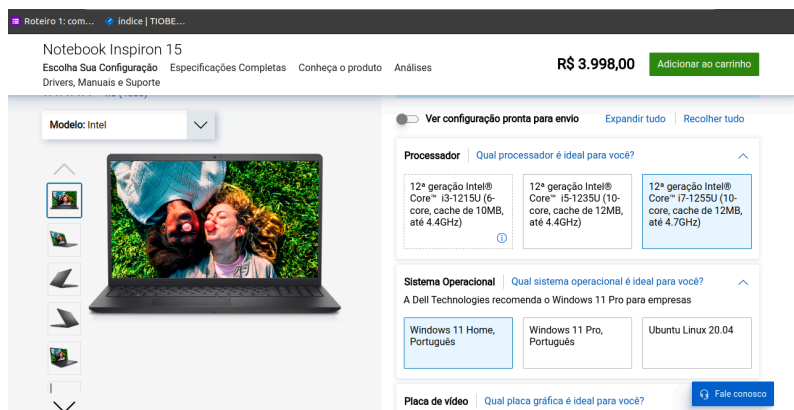 Roteiro 1: com...
índice | TIOBE...
Notebook Inspiron 15
Escolha Sua Configuração Especificações Completas Conheça o produto Análises
Drivers, Manuais e Suporte
R$ 3.998,00
Adicionar ao carrinho
Modelo: Intel
Ver configuração pronta para envio
Expandir tudo | Recolher tudo
Processador | Qual processador é ideal para você?
12ª geração Intel®
Core™ i3-1215U (6-
core, cache de 10MB,
até 4.4GHz)
12ª geração Intel®
Core™ i5-1235U (10-
core, cache de 12MB,
até 4.4GHz)
12ª geração Intel®
Core™ i7-1255U (10-
core, cache de 12MB,
até 4.7GHz)
Sistema Operacional | Qual sistema operacional é ideal para você?
A Dell Technologies recomenda o Windows 11 Pro para empresas
Windows 11 Home,
Português
Windows 11 Pro,
Português
Ubuntu Linux 20.04
Placa de vídeo | Qual placa gráfica é ideal para você?
Fale conosco